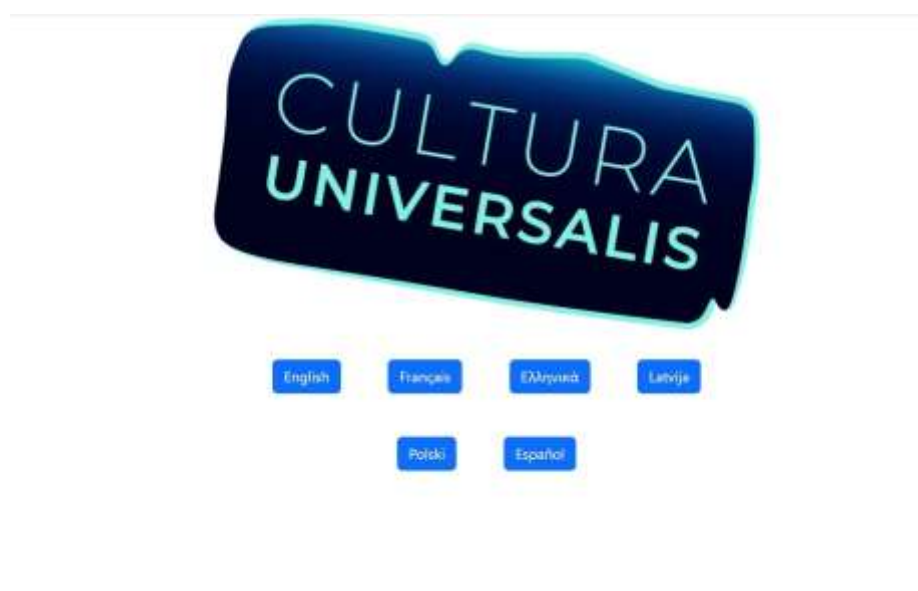 CULTURA
UNIVERSALIS
English Français Ελληνικά Latvija
Polski Español